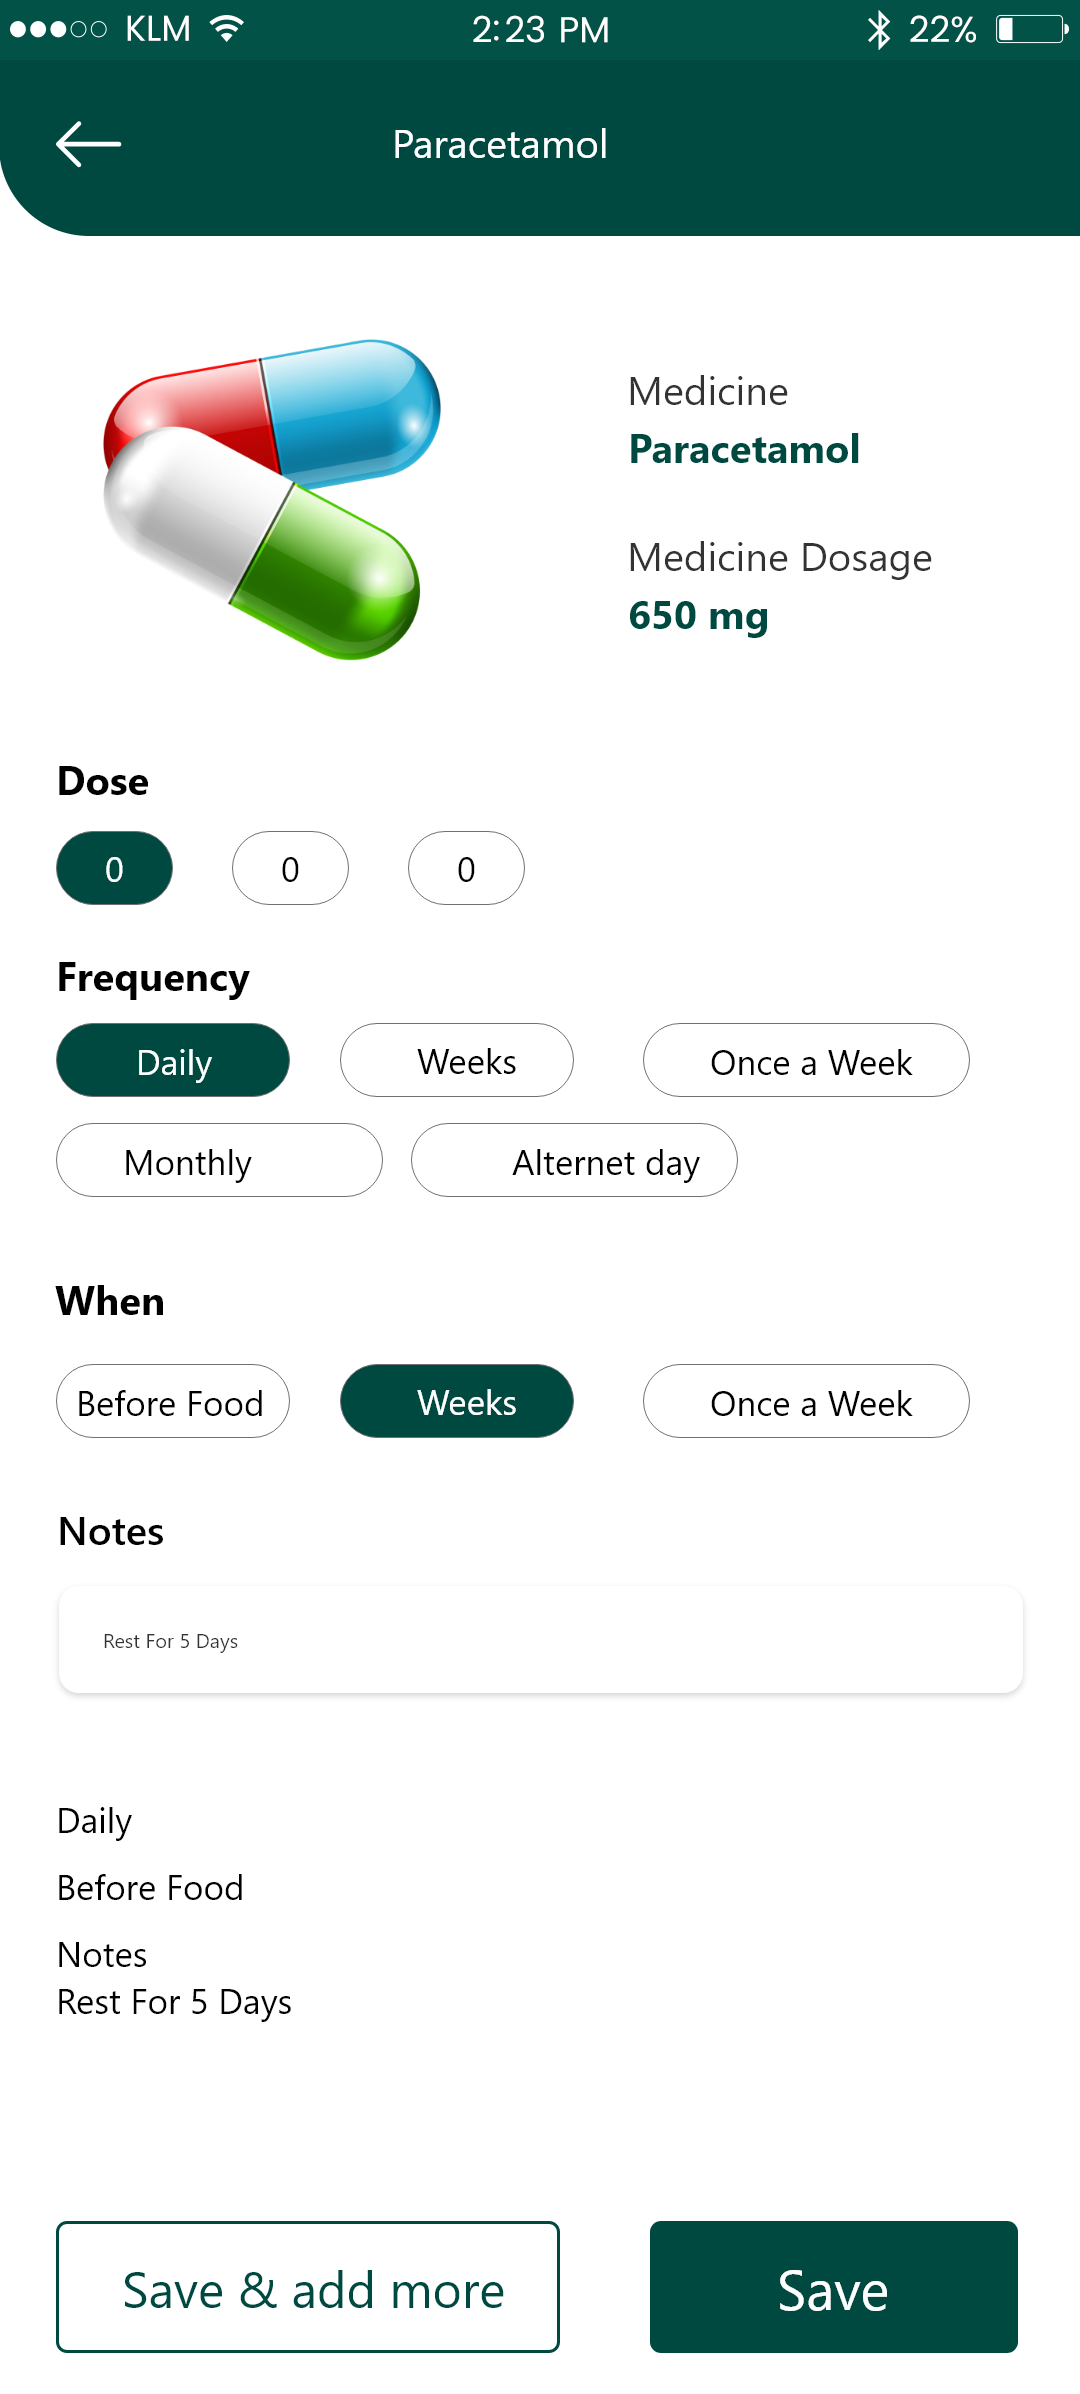 KLM 2:23 PM 22%
Paracetamol
Medicine
Paracetamol
Medicine Dosage
650 mg
Dose
0 0 0
Frequency
Daily Weeks Once a Week
Monthly Alternet day
When
Before Food Weeks Once a Week
Notes
Rest For 5 Days
Daily
Before Food
Notes
Rest For 5 Days
Save & add more Save